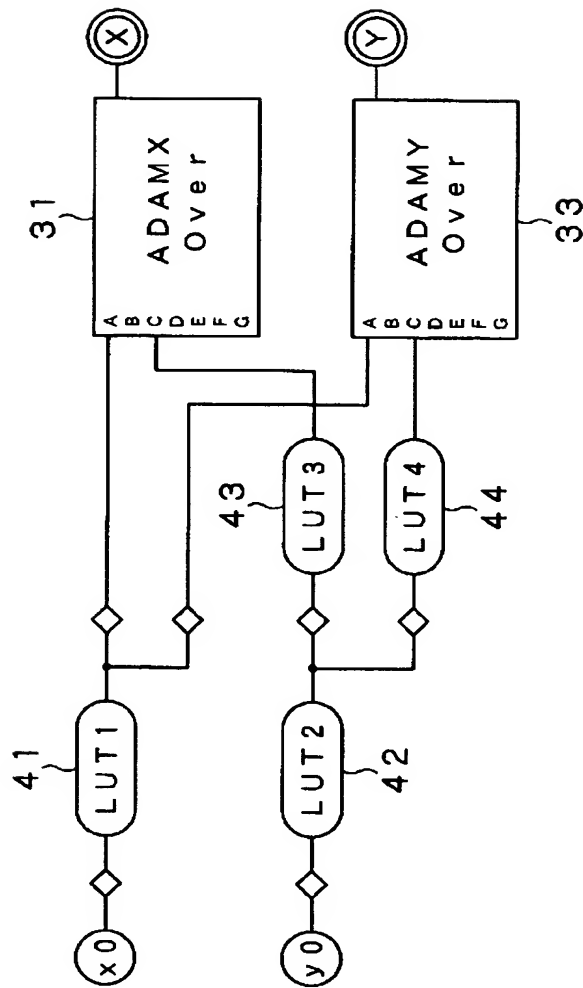 31
ADAMX
Over
A
B
C
D
E
F
G
X
41
x0
LUT1
43
LUT3
y0
LUT2
42
LUT4
44
ADAMY
Over
A
B
C
D
E
F
G
Y
33